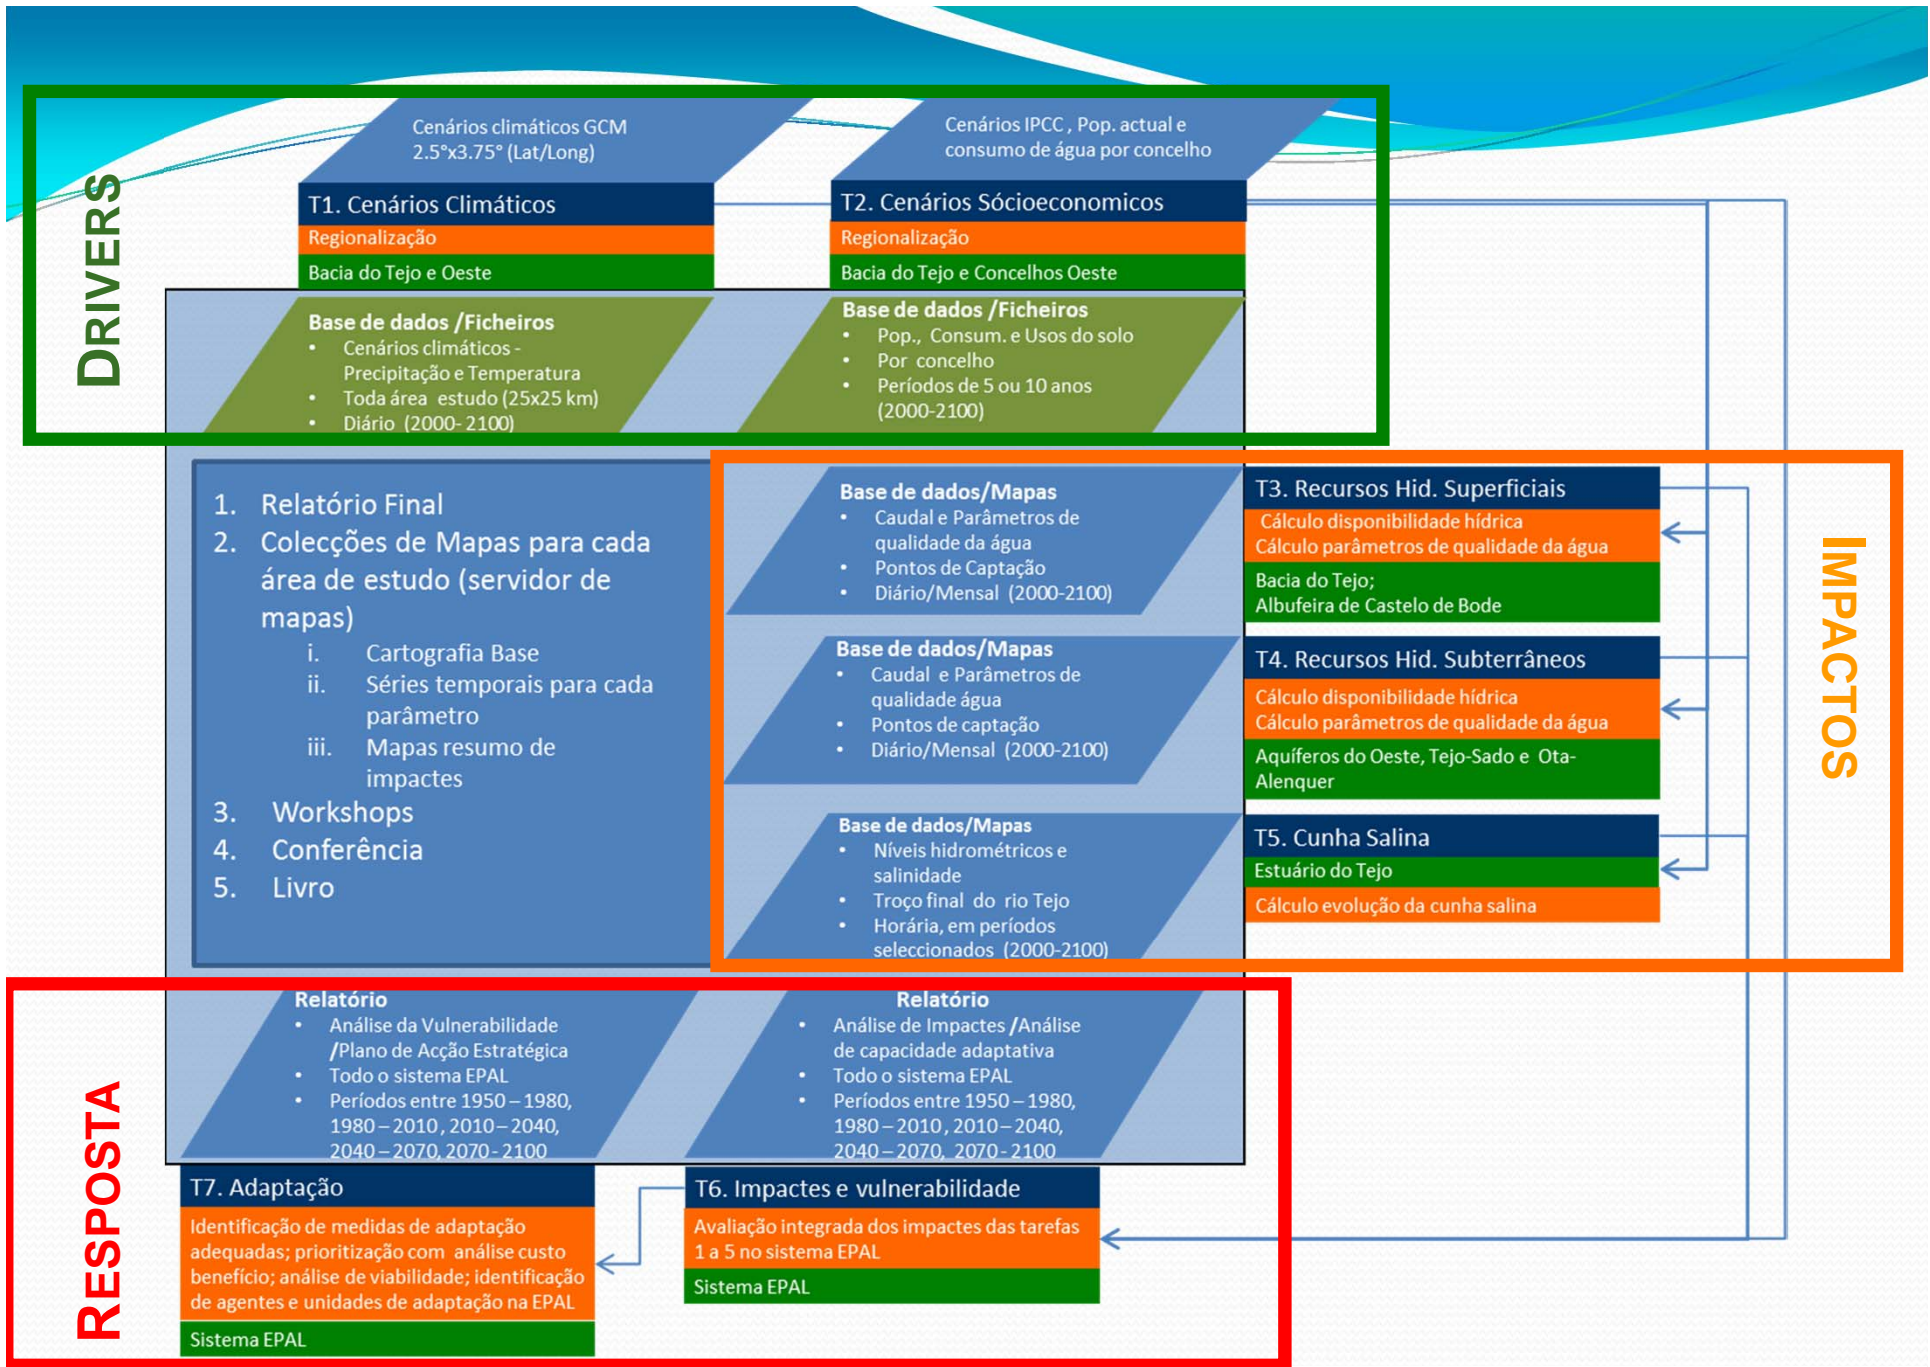 DRIVERS
Cenários climáticos GCM
2.5°x3.75° (Lat/Long)
T1. Cenários Climáticos
Regionalização
Bacia do Tejo e Oeste
Base de dados /Ficheiros
• Cenários climáticos -
Precipitação e Temperatura
• Toda área estudo (25x25 km)
• Diário (2000- 2100)
Cenários IPCC , Pop. actual e
consumo de água por concelho
T2. Cenários Sócioeconomicos
Regionalização
Bacia do Tejo e Concelhos Oeste
Base de dados /Ficheiros
• Pop., Consum. e Usos do solo
• Por concelho
• Períodos de 5 ou 10 anos
(2000-2100)
1. Relatório Final
2. Colecções de Mapas para cada
área de estudo (servidor de
mapas)
i. Cartografia Base
ii. Séries temporais para cada
parâmetro
iii. Mapas resumo de
impactes
3. Workshops
4. Conferência
5. Livro
IMPACTOS
Base de dados/Mapas
• Caudal e Parâmetros de
qualidade da água
• Pontos de Captação
• Diário/Mensal (2000-2100)
T3. Recursos Hid. Superficiais
Cálculo disponibilidade hídrica
Cálculo parâmetros de qualidade da água
Bacia do Tejo;
Albufeira de Castelo de Bode
Base de dados/Mapas
• Caudal e Parâmetros de
qualidade água
• Pontos de captação
• Diário/Mensal (2000-2100)
T4. Recursos Hid. Subterrâneos
Cálculo disponibilidade hídrica
Cálculo parâmetros de qualidade da água
Aquíferos do Oeste, Tejo-Sado e Ota-
Alenquer
Base de dados/Mapas
• Níveis hidrométricos e
salinidade
• Troço final do rio Tejo
• Horária, em períodos
seleccionados (2000-2100)
T5. Cunha Salina
Estuário do Tejo
Cálculo evolução da cunha salina
RESPOSTA
Relatório
• Análise da Vulnerabilidade
/Plano de Acção Estratégica
• Todo o sistema EPAL
• Períodos entre 1950 – 1980,
1980 – 2010 , 2010 – 2040,
2040 – 2070, 2070 - 2100
T7. Adaptação
Identificação de medidas de adaptação
adequadas; prioritização com análise custo
benefício; análise de viabilidade; identificação
de agentes e unidades de adaptação na EPAL
Sistema EPAL
Relatório
• Análise de Impactes /Análise
de capacidade adaptativa
• Todo o sistema EPAL
• Períodos entre 1950 – 1980,
1980 – 2010 , 2010 – 2040,
2040 – 2070, 2070 - 2100
T6. Impactes e vulnerabilidade
Avaliação integrada dos impactes das tarefas
1 a 5 no sistema EPAL
Sistema EPAL